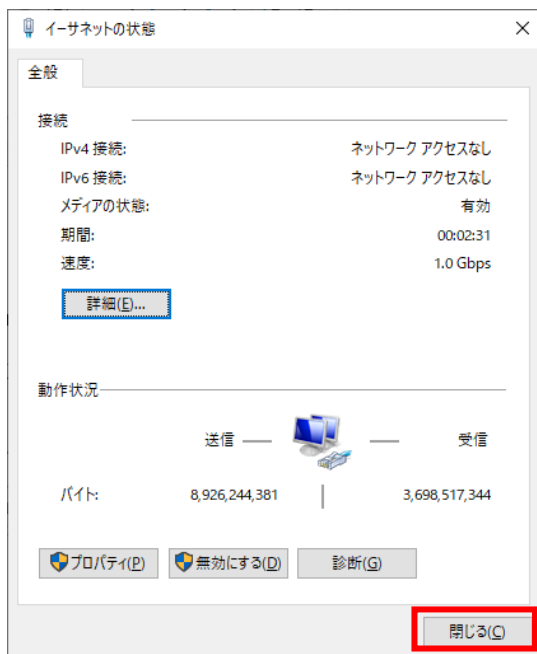 イーサネットの状態
全般
接続
IPv4 接続: ネットワーク アクセスなし
IPv6 接続: ネットワーク アクセスなし
メディアの状態: 有効
期間: 00:02:31
速度: 1.0 Gbps
詳細(E)...
動作状況
送信 受信
バイト: 8,926,244,381 3,698,517,344
プロパティ(P) 無効にする(D) 診断(G)
閉じる(C)